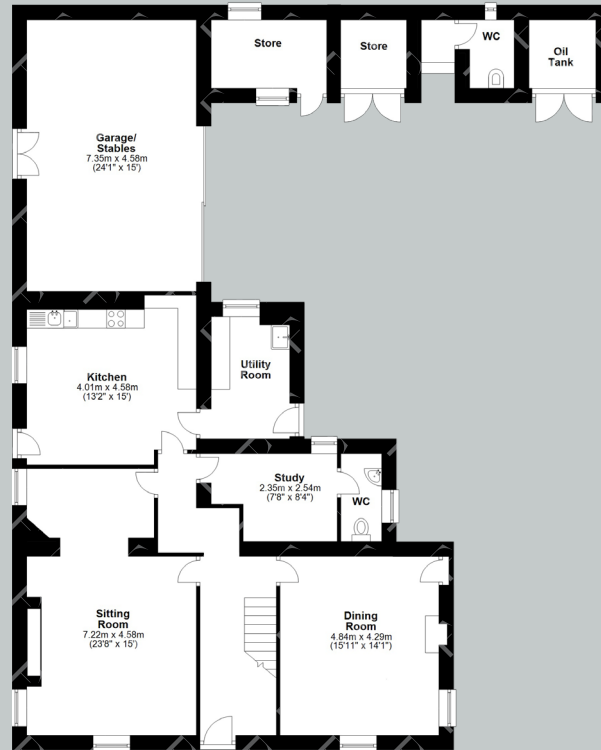 Store
Store
WC
Oil
Tank
Garage/
Stables
7.35m x 4.58m
(24'1" x 15')
Kitchen
4.01m x 4.58m
(13'2" x 15')
Utility
Room
Study
2.35m x 2.54m
(7'8" x 8'4")
WC
Sitting
Room
7.22m x 4.58m
(23'8" x 15')
Dining
Room
4.84m x 4.29m
(15'11" x 14'1")